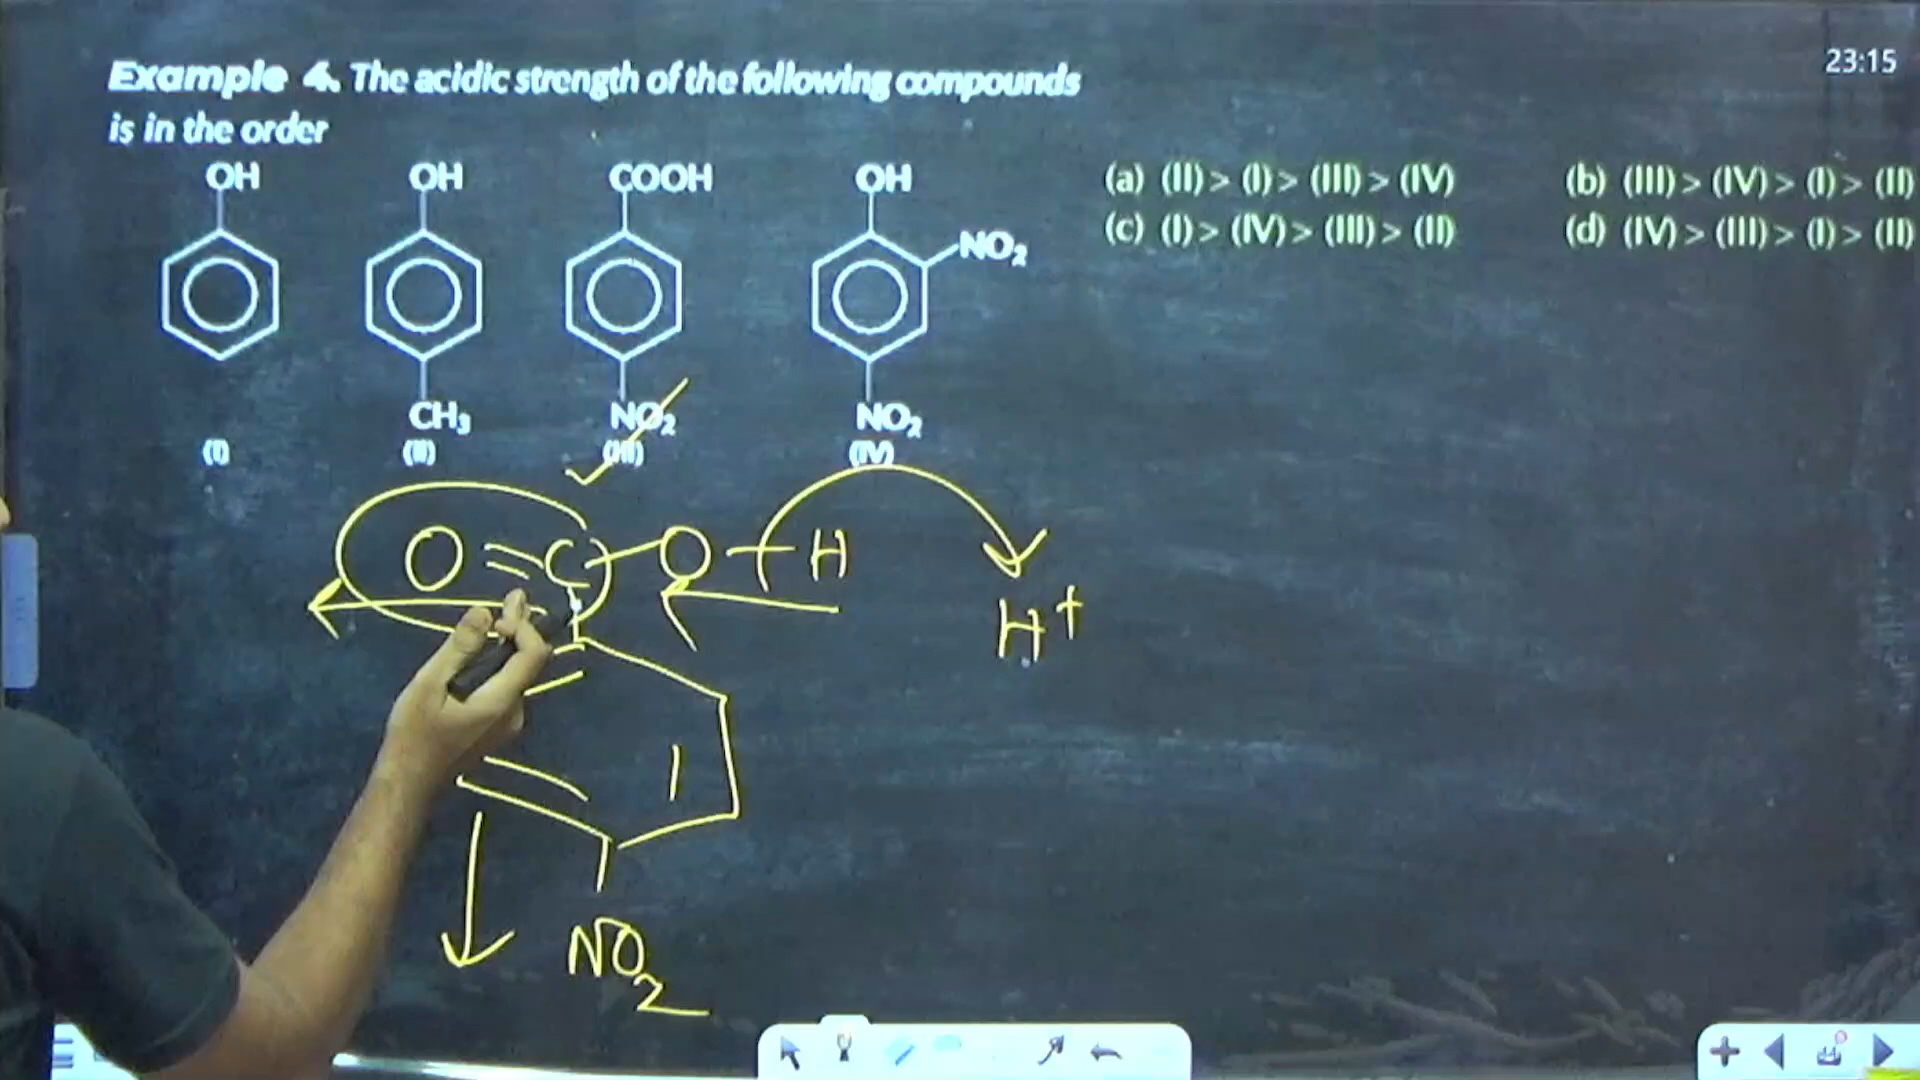 23:15
Example 4. The acidic strength of the following compounds
is in the order
OH
OH
COOH
OH
NO2
CH3
NO2
NO2
(I)
(II)
(III)
(IV)
(a) (II) > (I) > (III) > (IV)
(b) (III) > (IV) > (I) > (II)
(c) (I) > (IV) > (III) > (II)
(d) (IV) > (III) > (I) > (II)
O=C-O-H
H+
NO2